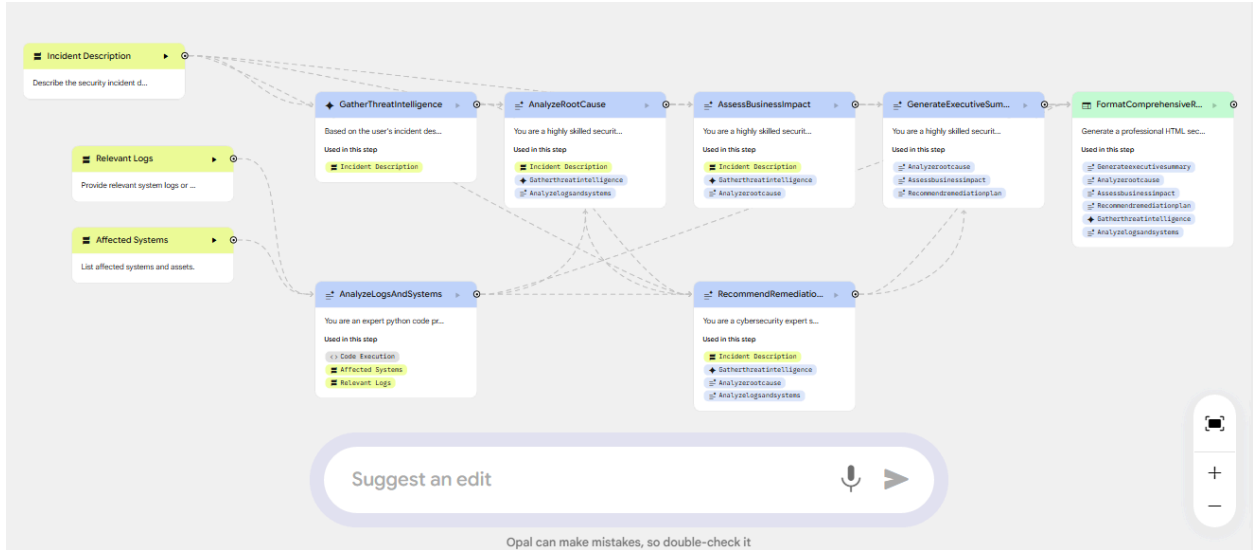 Incident Description
Describe the security incident d...
Relevant Logs
Provide relevant system logs or ...
Affected Systems
List affected systems and assets.
GatherThreatIntelligence
Based on the user's incident des...
Used in this step
Incident Description
AnalyzeLogsAndSystems
You are an expert python code pr...
Used in this step
Code Execution
Affected Systems
Relevant Logs
AnalyzeRootCause
You are a highly skilled securit...
Used in this step
Incident Description
Gatherthreatintelligence
Analyzelogsandsystems
AssessBusinessImpact
You are a highly skilled securit...
Used in this step
Incident Description
Gatherthreatintelligence
Analyzerootcause
RecommendRemediatio...
You are a cybersecurity expert s...
Used in this step
Incident Description
Gatherthreatintelligence
Analyzerootcause
Analyzelogsandsystems
GenerateExecutiveSum...
You are a highly skilled securit...
Used in this step
Analyzerootcause
Assessbusinessimpact
Recommendremediationplan
FormatComprehensiveR...
Generate a professional HTML sec...
Used in this step
Generateexecutivesummary
Analyzerootcause
Assessbusinessimpact
Recommendremediationplan
Gatherthreatintelligence
Analyzelogsandsystems
Suggest an edit
Opal can make mistakes, so double-check it